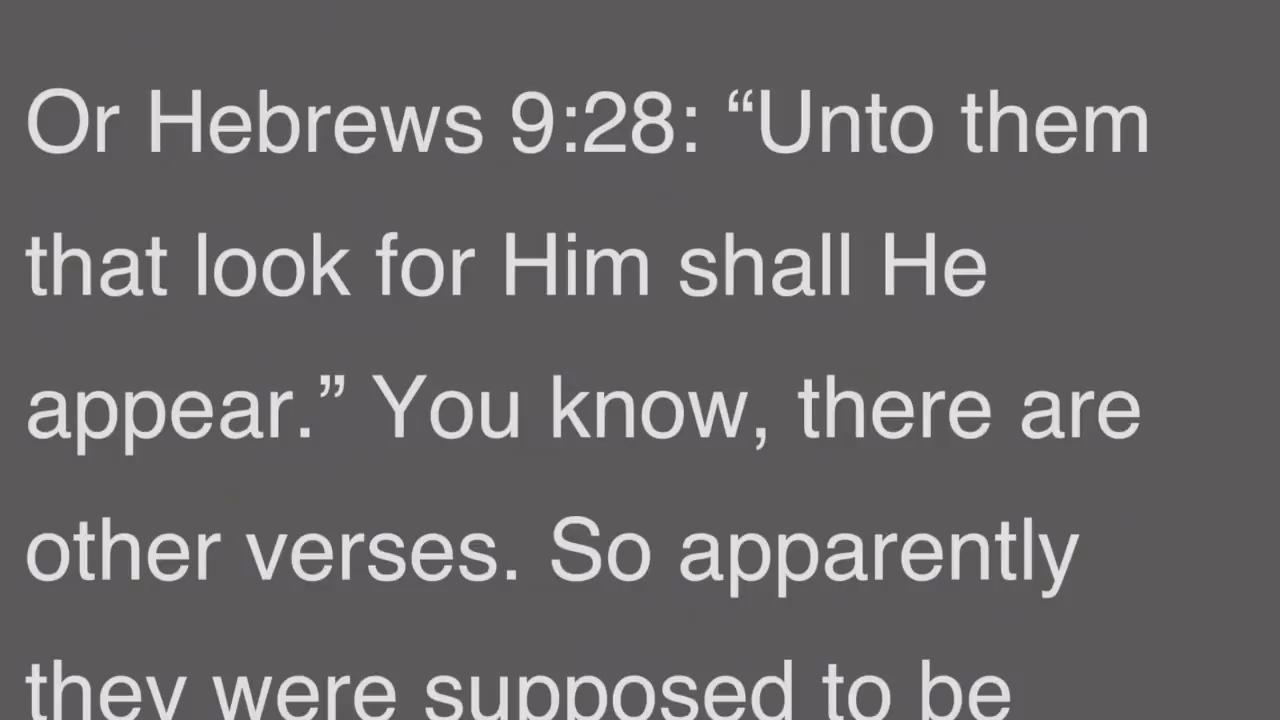 Or Hebrews 9:28: “Unto them
that look for Him shall He
appear.” You know, there are
other verses. So apparently
they were supposed to be